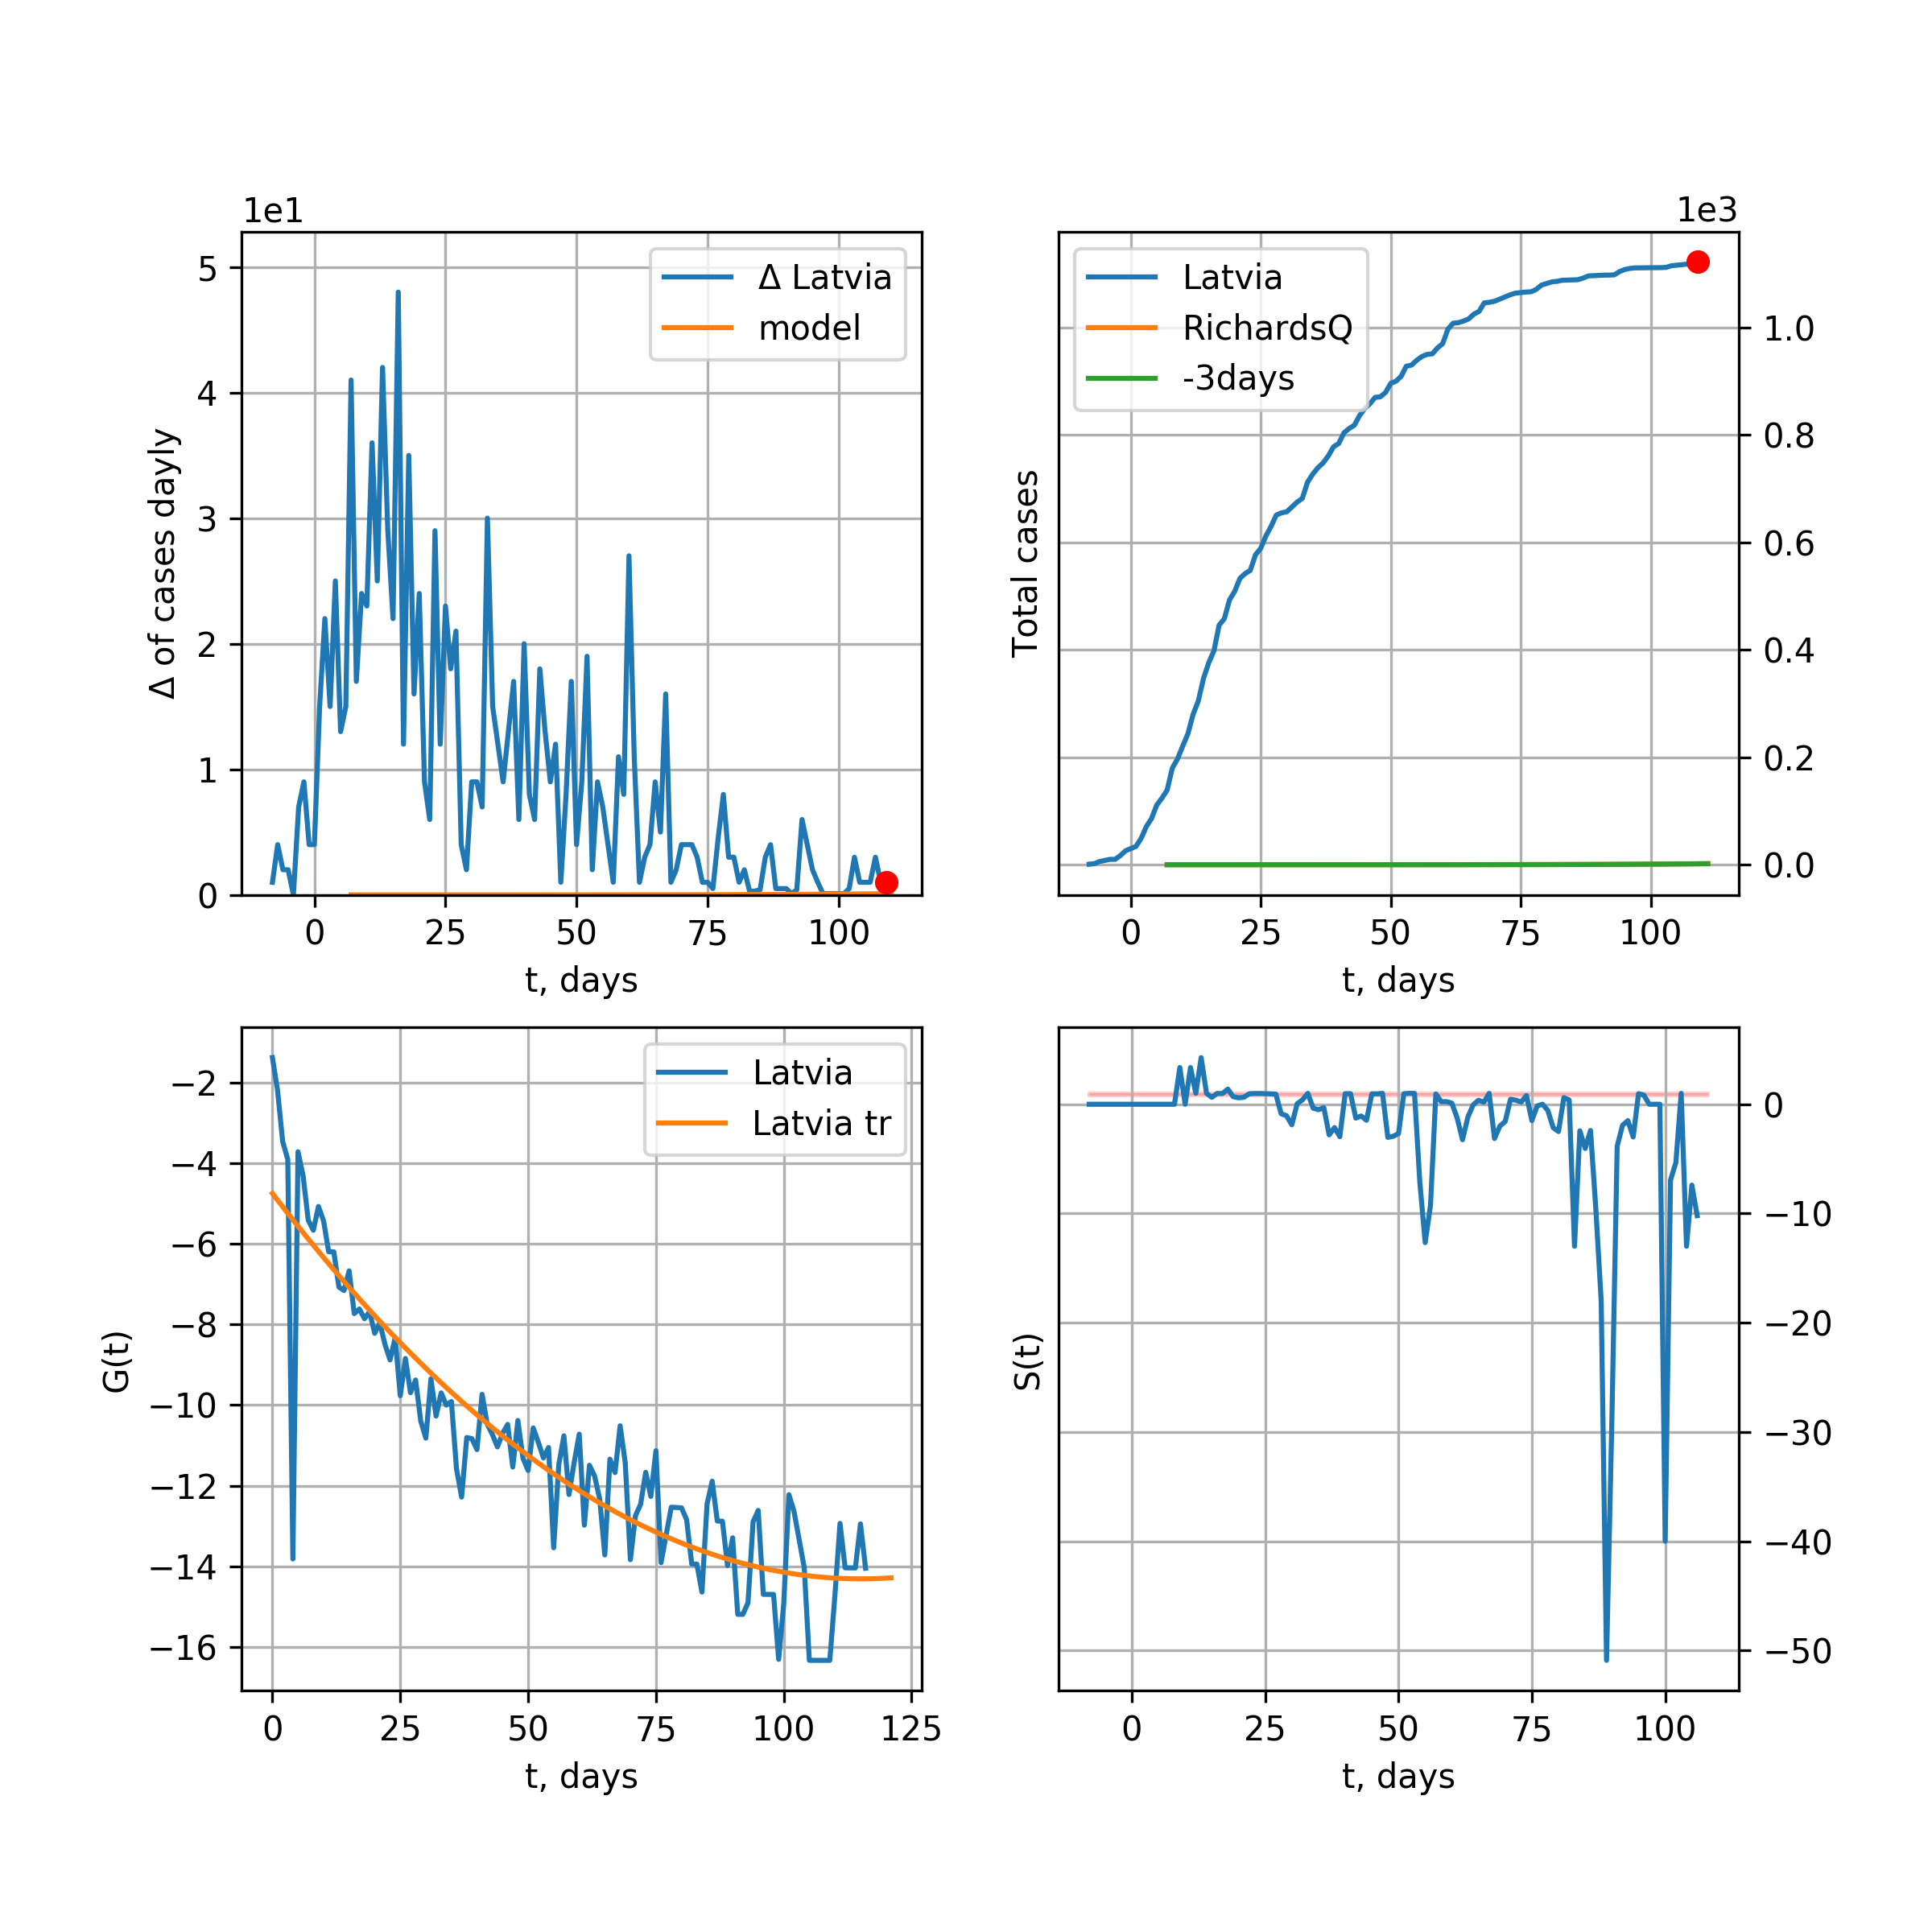 1e1
5
4
3
2
1
0
Δ of cases dayly
Δ Latvia
model
0 25 50 75 100
t, days
1e3
Total cases
Latvia
RichardsQ
-3days
1.0
0.8
0.6
0.4
0.2
0.0
0 25 50 75 100
t, days
−2
−4
−6
−8
−10
−12
−14
−16
G(t)
Latvia
Latvia tr
0 25 50 75 100 125
t, days
S(t)
0
−10
−20
−30
−40
−50
0 25 50 75 100
t, days